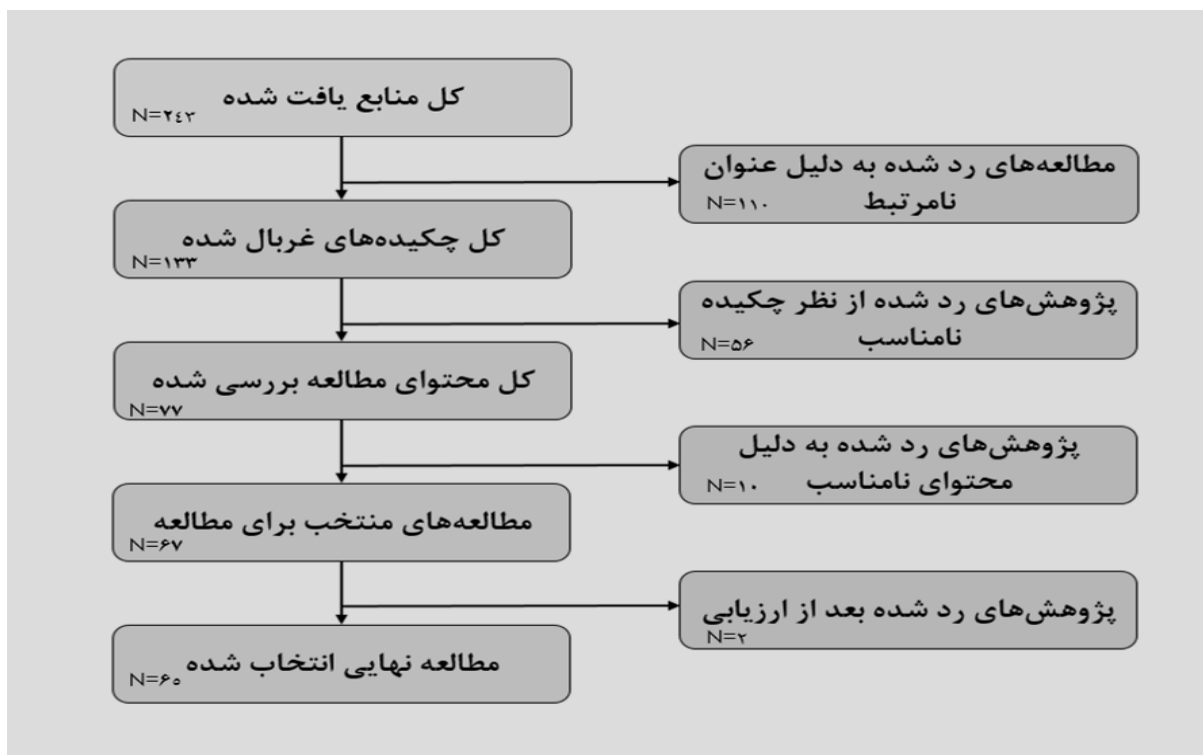 کل منابع یافت شده
N=٢٤٣
مطالعه‌های رد شده به دلیل عنوان
نامرتبط
N=۱۱۰
کل چکیده‌های غربال شده
N=۱۳۳
پژوهش‌های رد شده از نظر چکیده
نامناسب
N=۵۶
کل محتوای مطالعه بررسی شده
N=۷۷
پژوهش‌های رد شده به دلیل
محتوای نامناسب
N=۱۰
مطالعه‌های منتخب برای مطالعه
N=۶۷
پژوهش‌های رد شده بعد از ارزیابی
N=۲
مطالعه نهایی انتخاب شده
N=۶۵